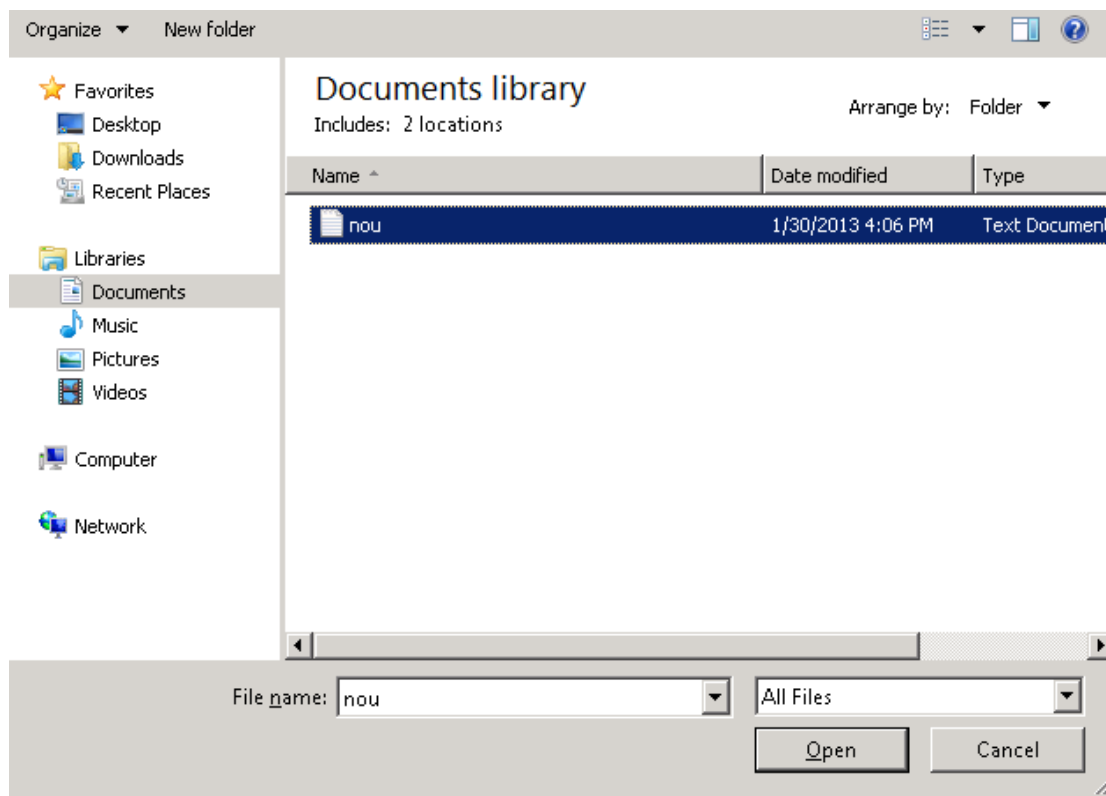 Organize New folder
Favorites
Desktop
Downloads
Recent Places
Libraries
Documents
Music
Pictures
Videos
Computer
Network
Documents library
Includes: 2 locations
Arrange by: Folder
Name Date modified Type
nou 1/30/2013 4:06 PM Text Document
File name: nou All Files
Open Cancel